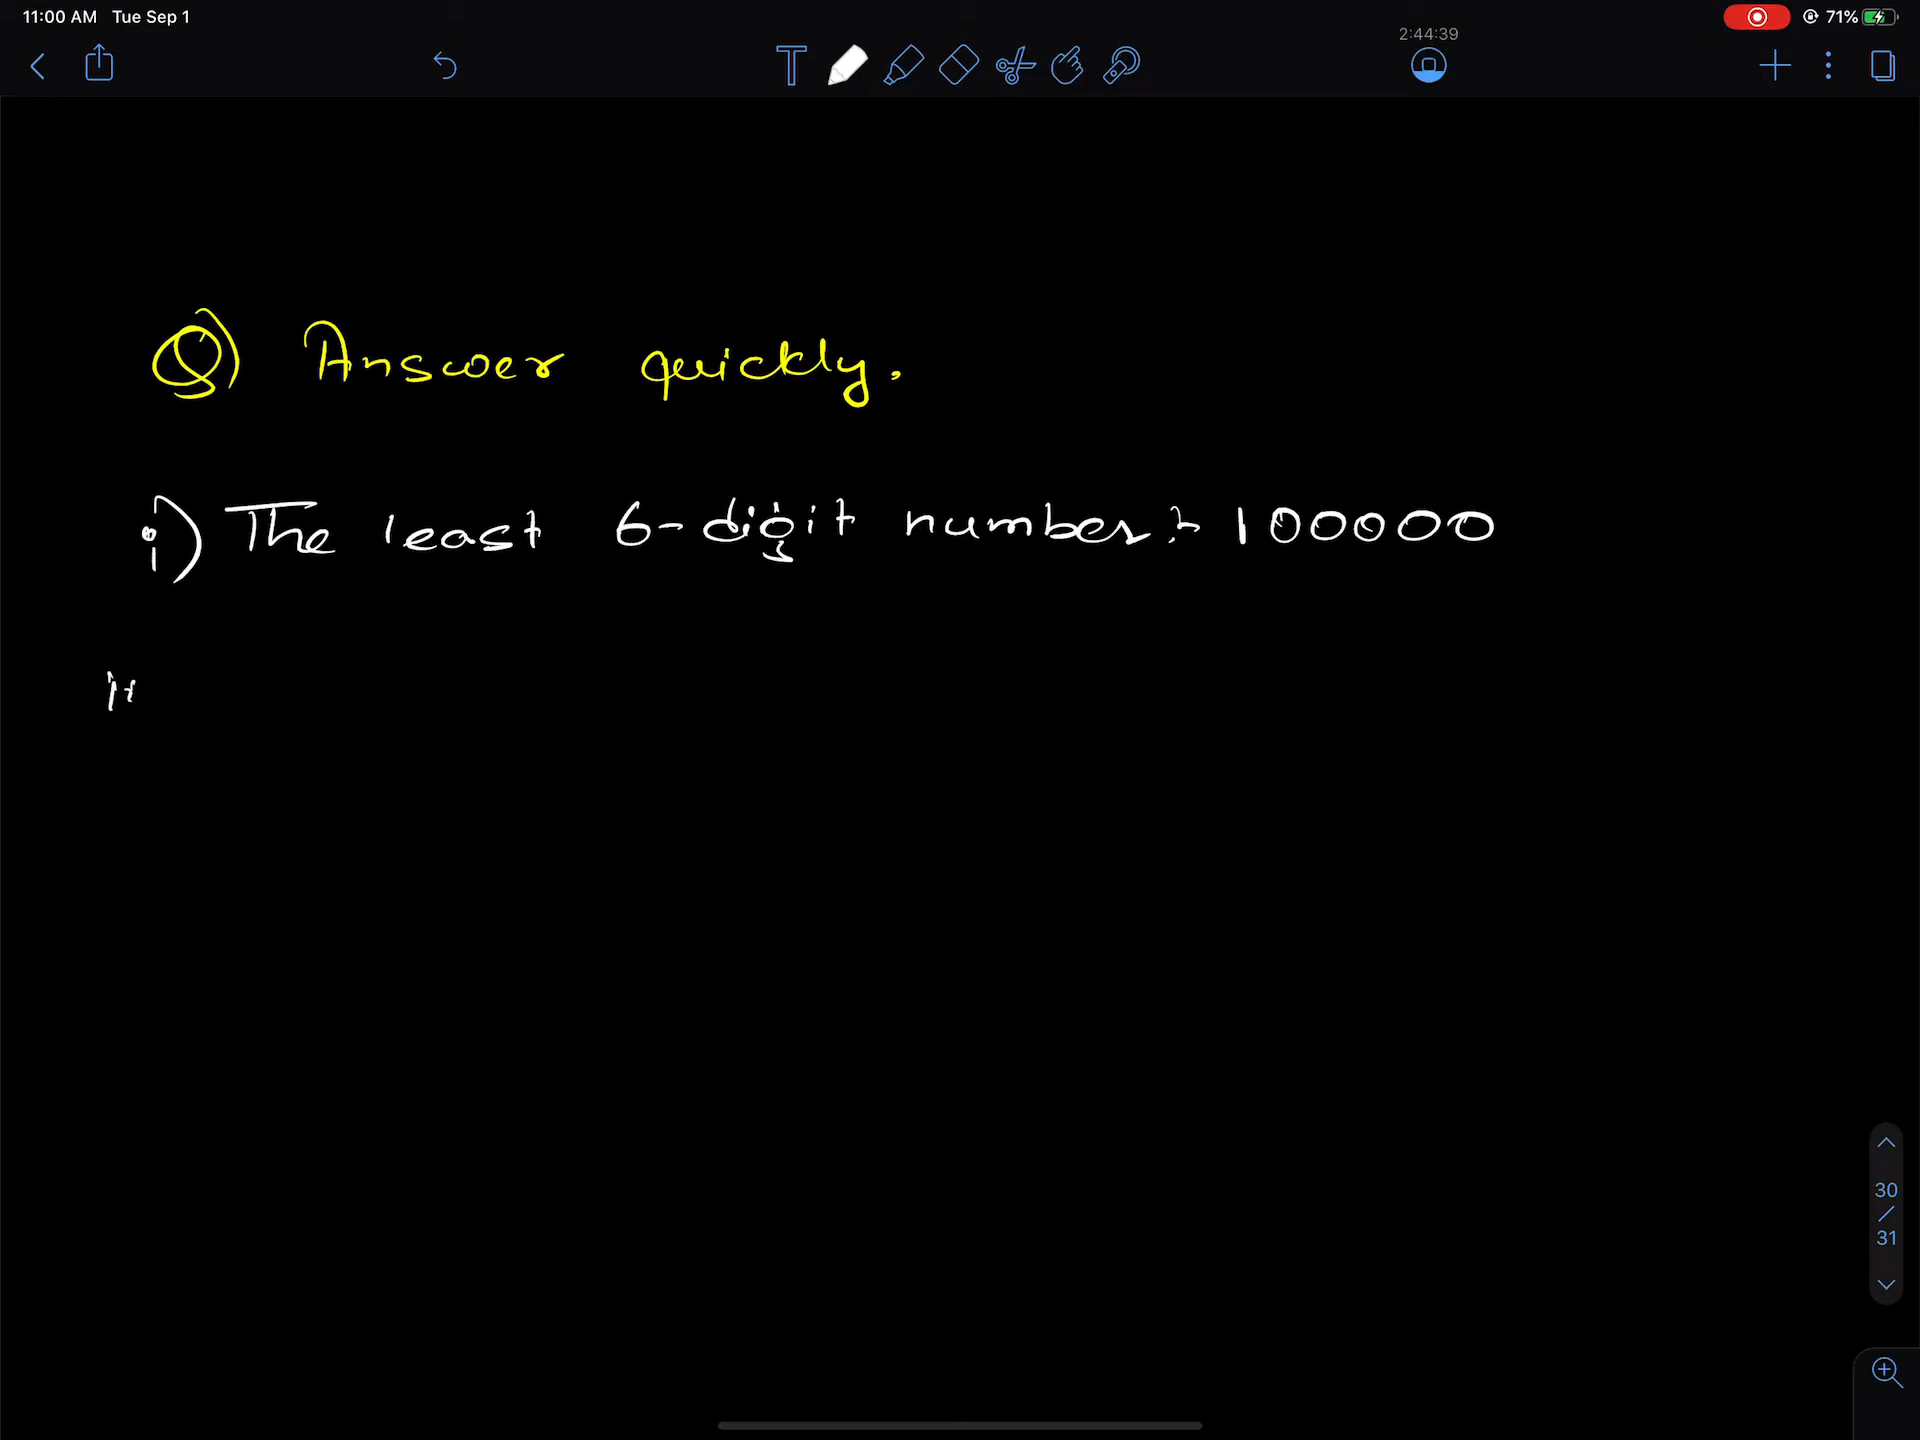 11:00 AM Tue Sep 1
71%
2:44:39
Q) Answer quickly.
i) The least 6-digit number :- 100000
30
/
31